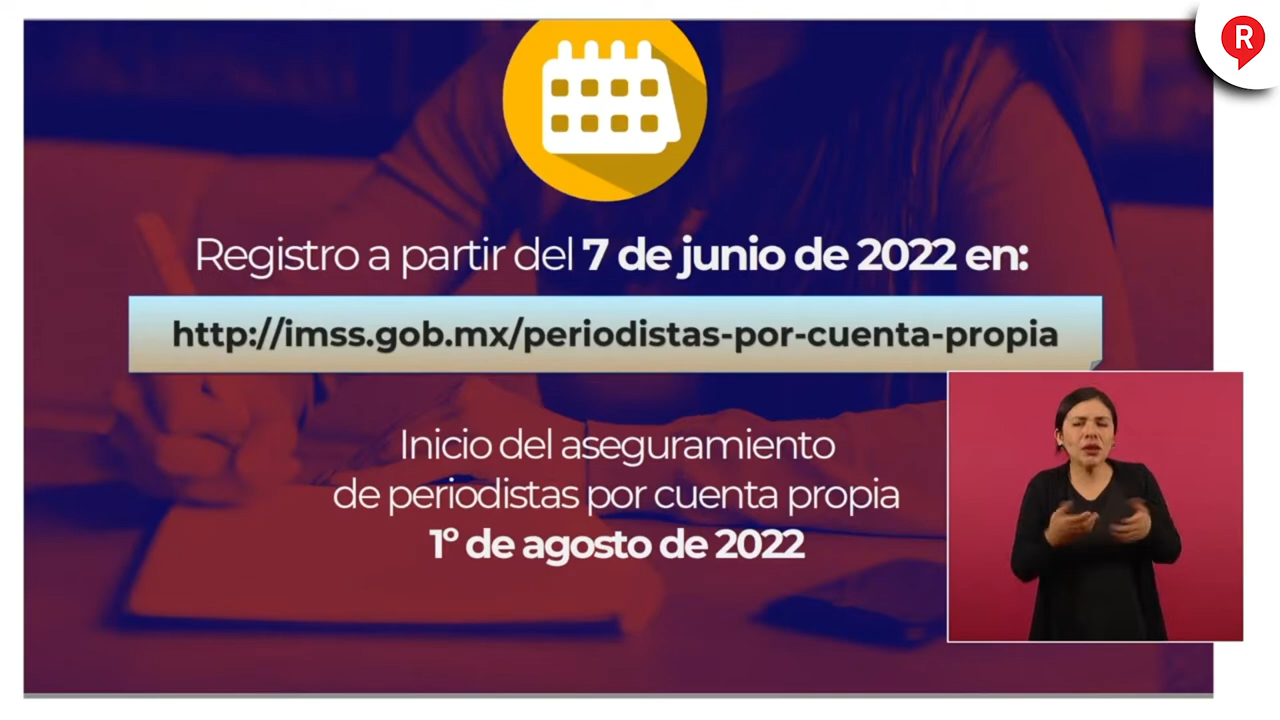 R
Registro a partir del 7 de junio de 2022 en:
http://imss.gob.mx/periodistas-por-cuenta-propia
Inicio del aseguramiento
de periodistas por cuenta propia
1º de agosto de 2022